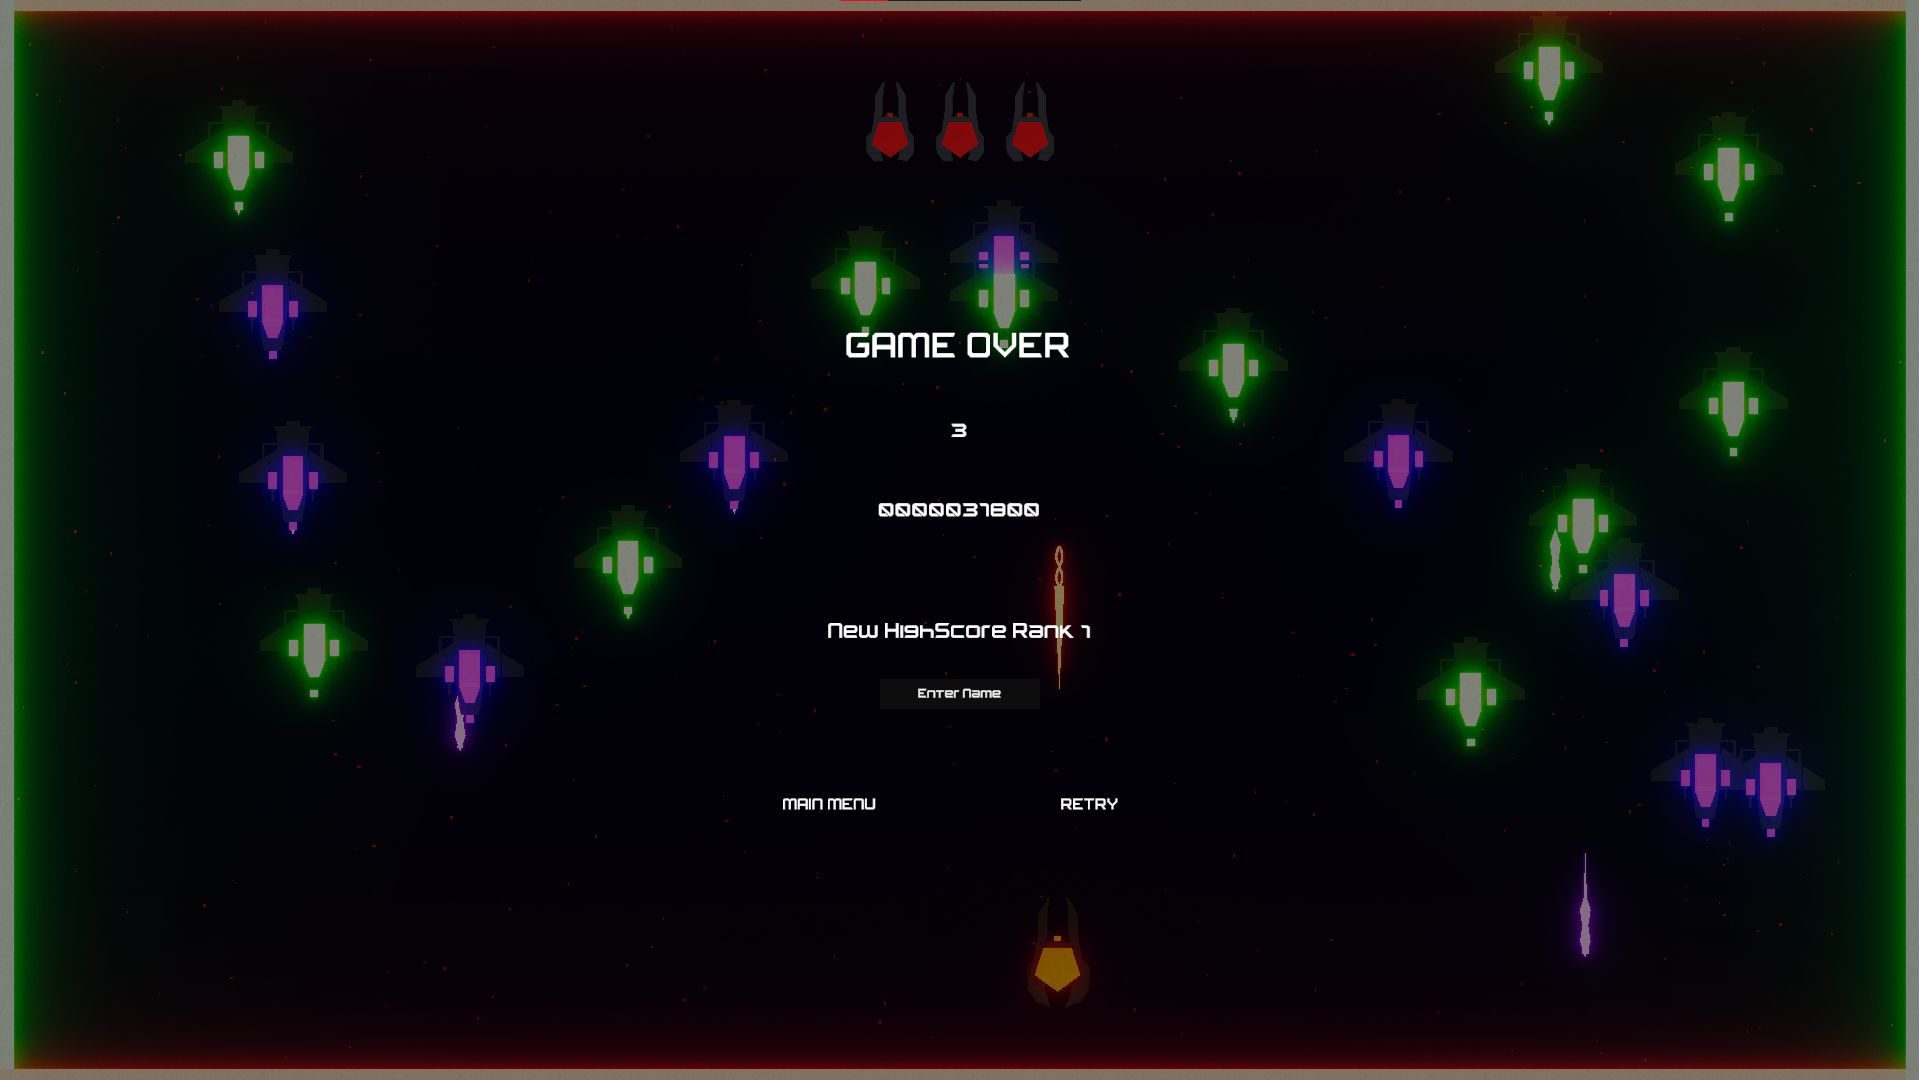 GAME OVER
3
0000037800
New HighScore Rank 1
Enter Name
MAIN MENU
RETRY